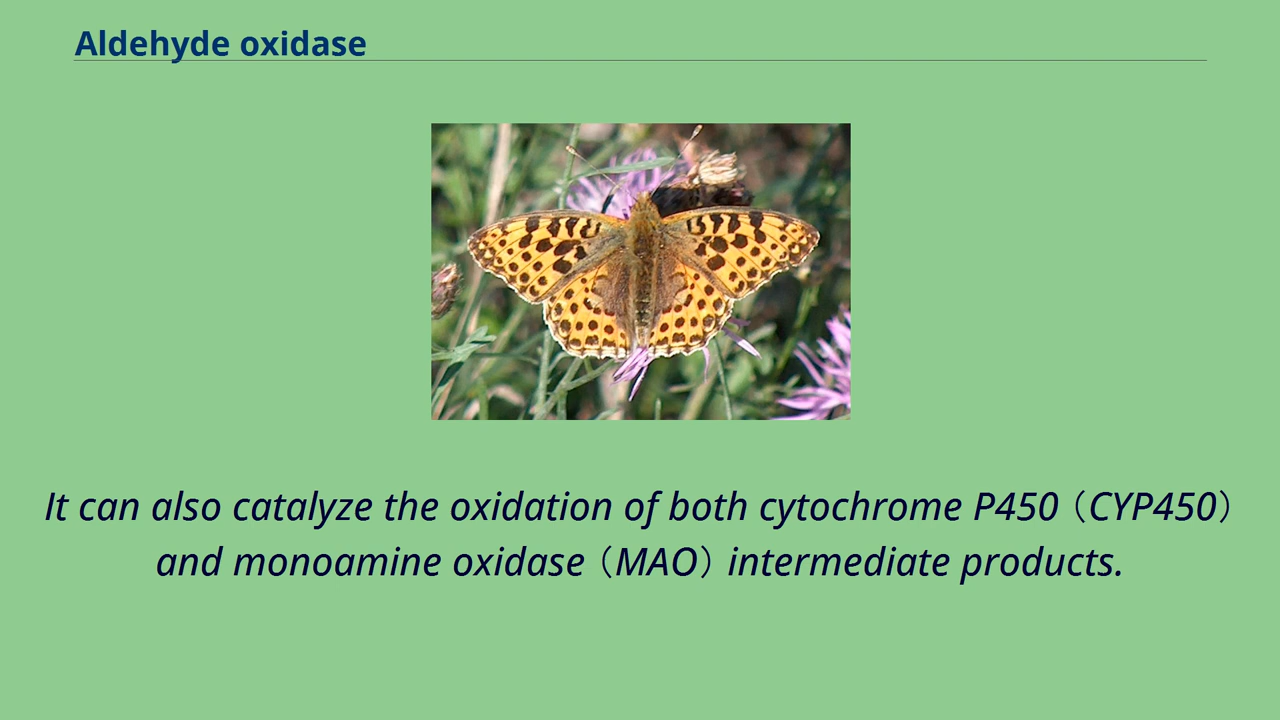 Aldehyde oxidase
It can also catalyze the oxidation of both cytochrome P450（CYP450）
and monoamine oxidase（MAO）intermediate products.